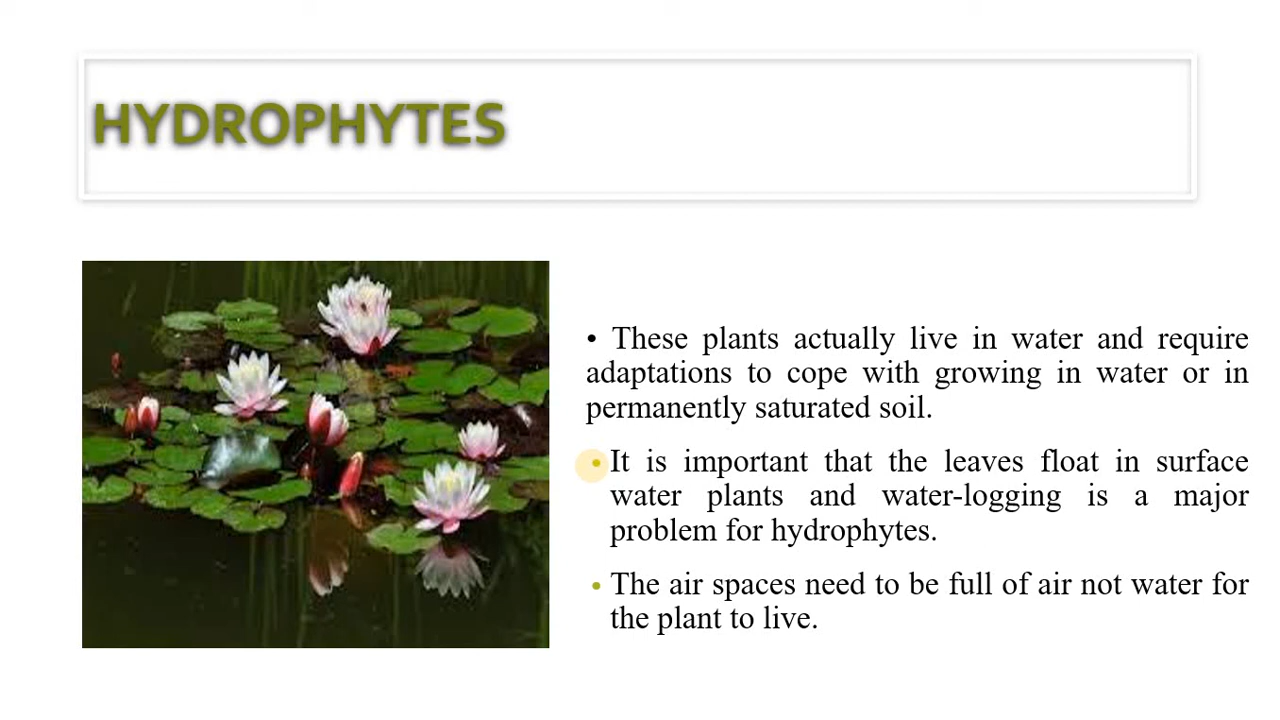 HYDROPHYTES
• These plants actually live in water and require
adaptations to cope with growing in water or in
permanently saturated soil.
• It is important that the leaves float in surface
water plants and water-logging is a major
problem for hydrophytes.
• The air spaces need to be full of air not water for
the plant to live.